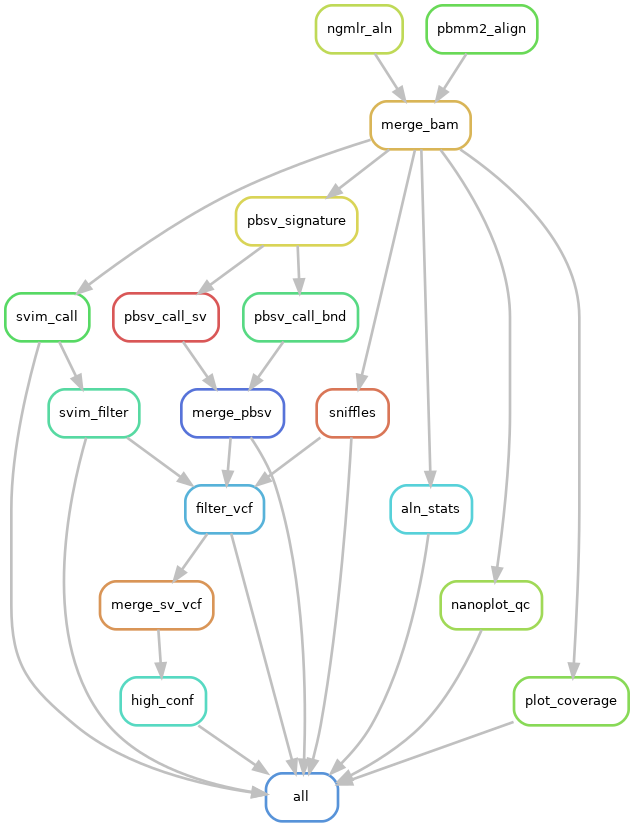 ngmlr_aln
pbmm2_align
merge_bam
pbsv_signature
svim_call
pbsv_call_sv
pbsv_call_bnd
svim_filter
merge_pbsv
sniffles
filter_vcf
aln_stats
merge_sv_vcf
nanoplot_qc
high_conf
plot_coverage
all